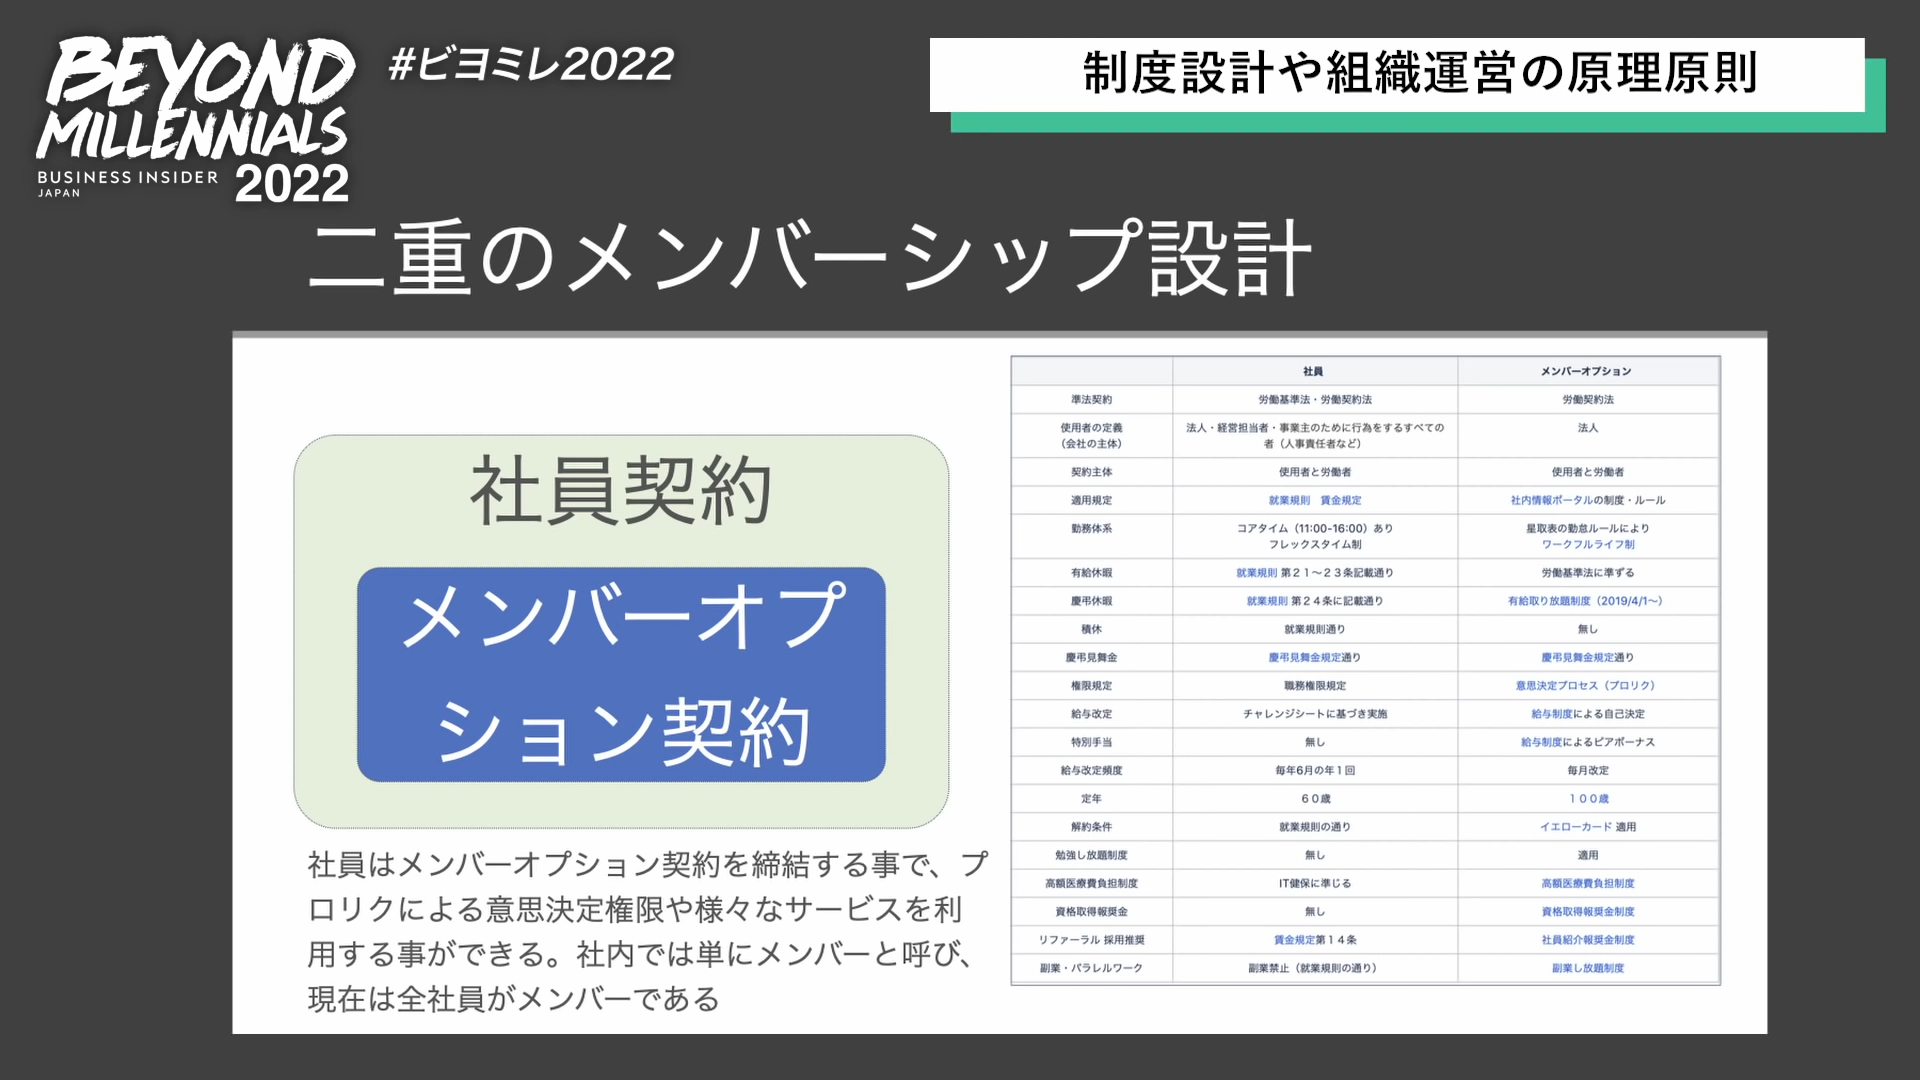 BEYOND
MILLENNIALS
BUSINESS INSIDER
JAPAN
2022
#ビヨミレ2022
制度設計や組織運営の原理原則
二重のメンバーシップ設計
社員契約
メンバーオプ
ション契約
社員はメンバーオプション契約を締結する事で、プ
ロリクによる意思決定権限や様々なサービスを利
用する事ができる。社内では単にメンバーと呼び、
現在は全社員がメンバーである
社員 メンバーオプション
準法契約 労働基準法・労働契約法 労働契約法
使用者の定義 法人・経営担当者・事業主のために行為をするすべての 法人
（会社の主体） 者（人事責任者など）
契約主体 使用者と労働者 使用者と労働者
適用規定 就業規則 賃金規定 社内情報ポータルの制度・ルール
勤務体系 コアタイム（11:00-16:00）あり 星取表の勤怠ルールにより
フレックスタイム制 ワークフルライフ制
有給休暇 就業規則 第２１～２３条記載通り 労働基準法に準ずる
慶弔休暇 就業規則 第２４条に記載通り 有給取り放題制度（2019/4/1～）
積休 就業規則通り 無し
慶弔見舞金 慶弔見舞金規定通り 慶弔見舞金規定通り
権限規定 職務権限規定 意思決定プロセス（プロリク）
給与改定 チャレンジシートに基づき実施 給与制度による自己決定
特別手当 無し 給与制度によるピアボーナス
給与改定頻度 毎年6月の年１回 毎月改定
定年 ６０歳 １００歳
解約条件 就業規則の通り イエローカード 適用
勉強し放題制度 無し 適用
高額医療費負担制度 IT健保に準じる 高額医療費負担制度
資格取得報奨金 無し 資格取得報奨金制度
リファーラル 採用推奨 賃金規定第１４条 社員紹介報奨金制度
副業・パラレルワーク 副業禁止（就業規則の通り） 副業し放題制度